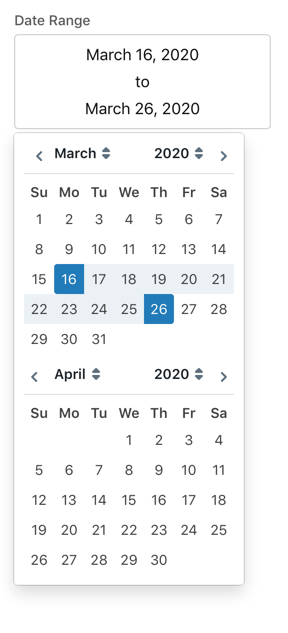 Date Range
March 16, 2020
to
March 26, 2020
March 2020
Su Mo Tu We Th Fr Sa
1 2 3 4 5 6 7
8 9 10 11 12 13 14
15 16 17 18 19 20 21
22 23 24 25 26 27 28
29 30 31
April 2020
Su Mo Tu We Th Fr Sa
1 2 3 4
5 6 7 8 9 10 11
12 13 14 15 16 17 18
19 20 21 22 23 24 25
26 27 28 29 30